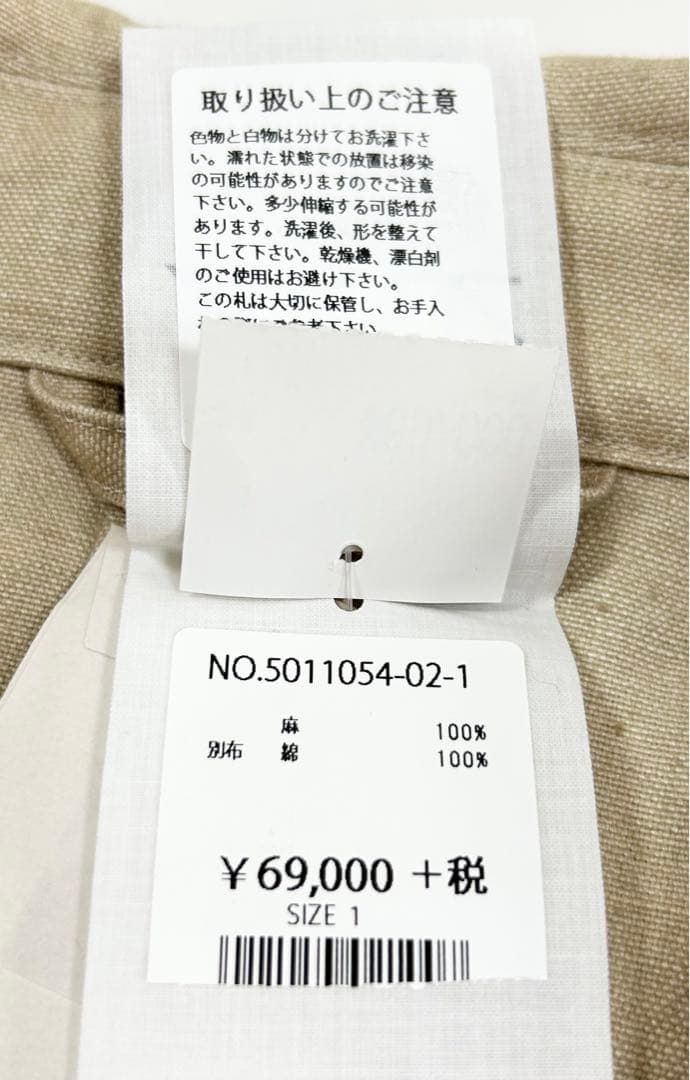 取り扱い上のご注意
色物と白物は分けてお洗濯下さ
い。濡れた状態での放置は移染
の可能性がありますのでご注意
下さい。多少伸縮する可能性が
あります。洗濯後、形を整えて
干して下さい。乾燥機、漂白剤
のご使用はお避け下さい。
この札は大切に保管し、お手入
NO.5011054-02-1
麻 100%
別布 綿 100%
￥69,000 +税
SIZE 1